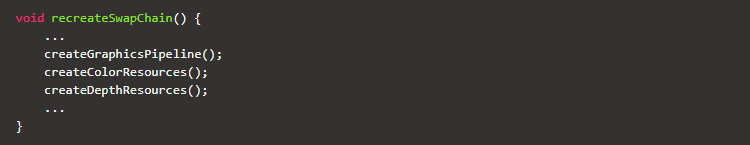 void recreateSwapChain() {
    ...
    createGraphicsPipeline();
    createColorResources();
    createDepthResources();
    ...
}